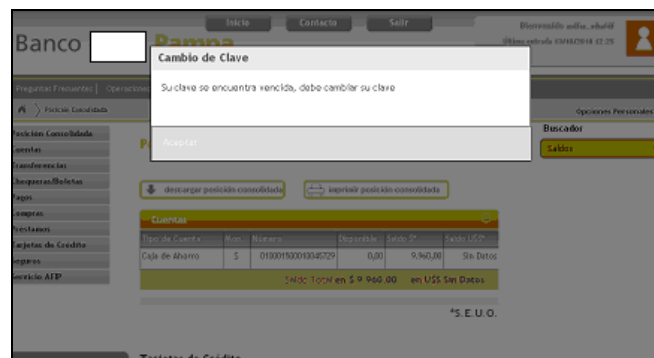 Inicio
Contacto
Salir
Banco
Pampa
Bienvenido
Cambio de Clave
Su clave se encuentra vencida, debe cambiar su clave
Aceptar
Preguntas Frecuentes
Posición Consolidada
Opciones Personales
Posición Consolidada
Cuentas
Transferencias
Chequeras/Boletas
Pagos
Compras
Préstamos
Tarjetas de Crédito
Seguros
Servicio AFIP
Buscador
Saldos
descargar posición consolidada
imprimir posición consolidada
Cuentas
Tipo de Cuenta Mon. Número Disponible Saldo $* Saldo U$S*
Caja de Ahorro $ 0,00 9.960,00 Sin Datos
Saldo Total en $ 9.960,00 en U$S Sin Datos
*S.E.U.O.
Tarjetas de Crédito